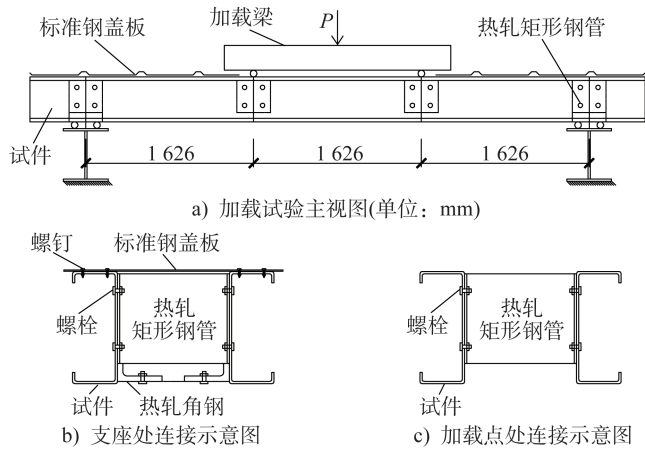 加载梁
P
标准钢盖板
热轧矩形钢管
试件
1 626
1 626
1 626
a) 加载试验主视图(单位：mm)
螺钉
标准钢盖板
螺栓
热轧
矩形钢管
试件
热轧角钢
b) 支座处连接示意图
螺栓
热轧
矩形钢管
试件
c) 加载点处连接示意图